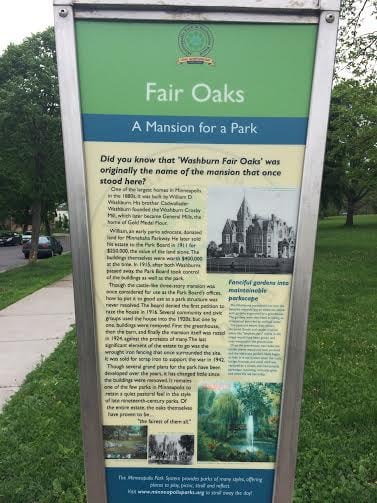 Fair Oaks
A Mansion for a Park
Did you know that 'Washburn Fair Oaks' was
originally the name of the mansion that once
stood here?
One of the largest homes in Minneapolis
in the 1880s, it was built by William D.
Washburn. His brother Cadwallader
Washburn founded the Washburn Crosby
Mill, which later became General Mills, the
home of Gold Medal Flour.
William, an early parks advocate, donated
land for Minnehaha Parkway. He later sold
his estate to the Park Board in 1911 for
$250,000, the value of the land alone. The
buildings themselves were worth $400,000
at the time. In 1915, after both Washburns
passed away, the Park Board took control
of the buildings as well as the park.
Though the castle-like three-story mansion
was once considered for use as the Park Board's offices,
how to put it to good use as a park structure was
never resolved. The board denied the first petition to
raze the house in 1916. Several community and civic
groups used the house into the 1920s, but one by
one, buildings were removed. First the greenhouse,
then the barn, and finally the mansion itself was razed
in 1924, against the protests of many. The last
significant element of the estate to go was the
wrought iron fencing that once surrounded the site.
It was sold for scrap iron to support the war in 1942.
Though several grand plans for the park have been
developed over the years, it has changed little since
the buildings were removed. It remains
one of the few parks in Minneapolis to
retain a quiet pastoral feel in the style
of late nineteenth-century parks. Of
the entire estate, the oaks themselves
have proven to be...
"the fairest of them all."
Fanciful gardens into
maintainable
parkscape
The Minneapolis Park System provides parks of many styles, offering
places to play, picnic, stroll and reflect.
Visit www.minneapolisparks.org to stroll away the day!